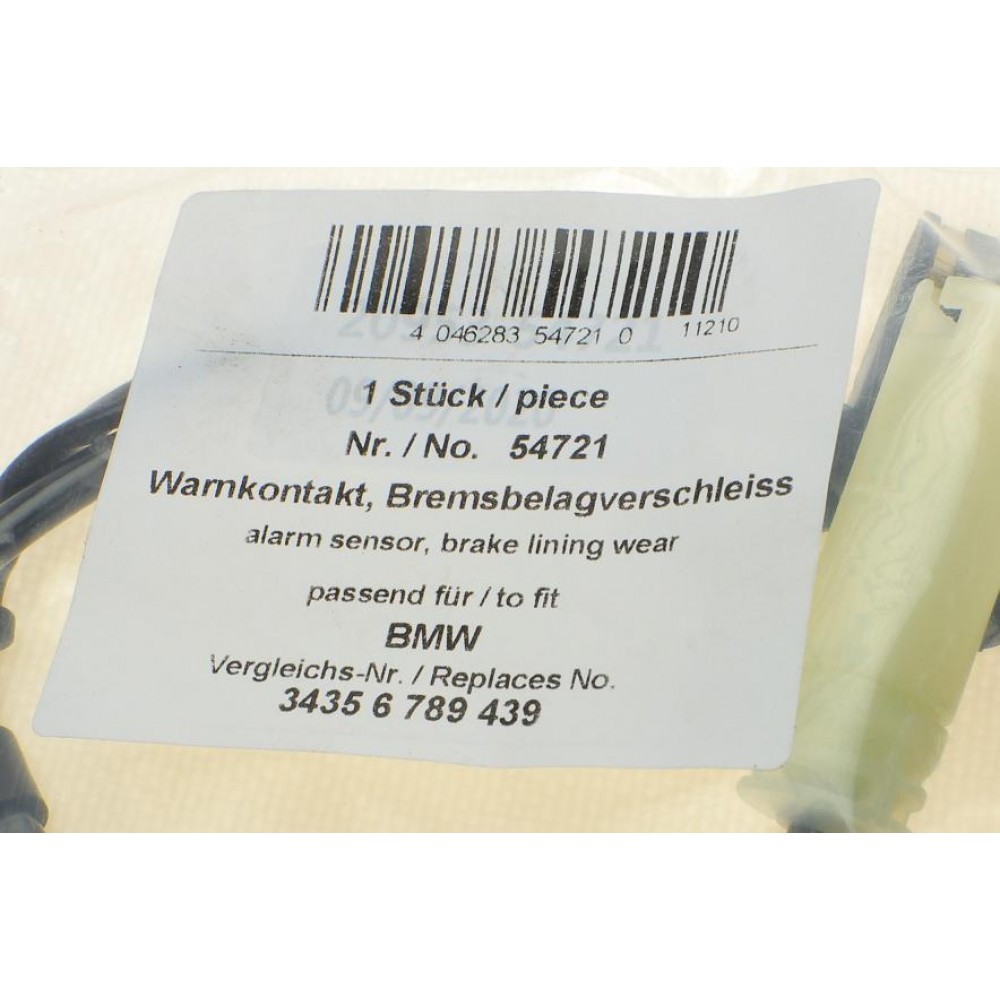 4 046283 54721 0 11210
1 Stück / piece
Nr. / No. 54721
Warnkontakt, Bremsbelagverschleiss
alarm sensor, brake lining wear
passend für / to fit
BMW
Vergleichs-Nr. / Replaces No.
3435 6 789 439